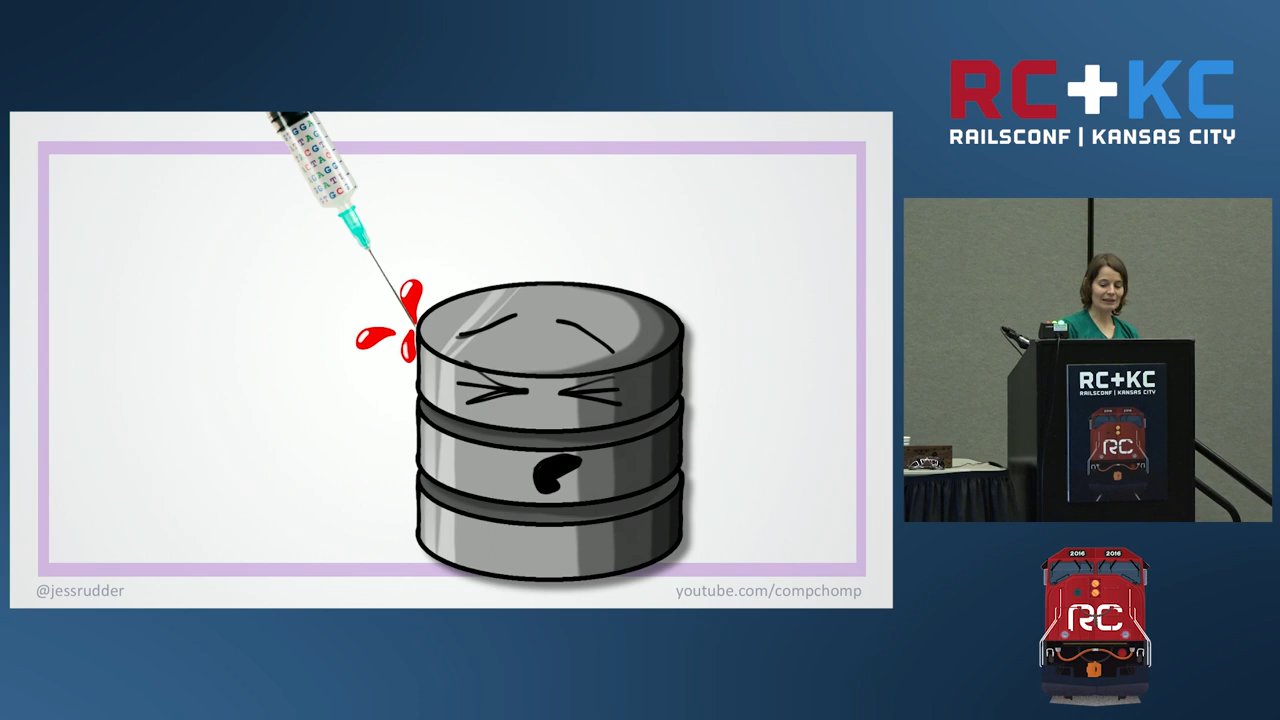 RC+KC
RAILSCONF | KANSAS CITY
@jessrudder
youtube.com/compchomp
RC+KC
RAILSCONF | KANSAS CITY
RC
2016 2016
RC